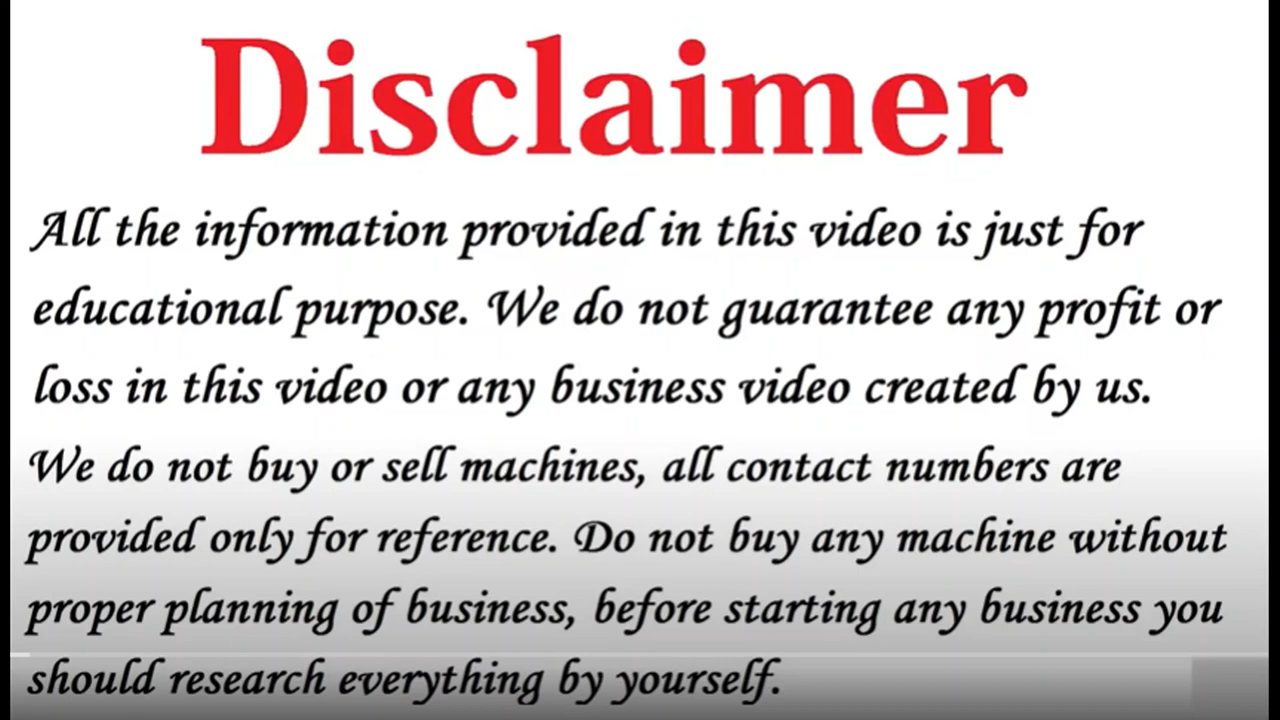 Disclaimer
All the information provided in this video is just for
educational purpose. We do not guarantee any profit or
loss in this video or any business video created by us.
We do not buy or sell machines, all contact numbers are
provided only for reference. Do not buy any machine without
proper planning of business, before starting any business you
should research everything by yourself.